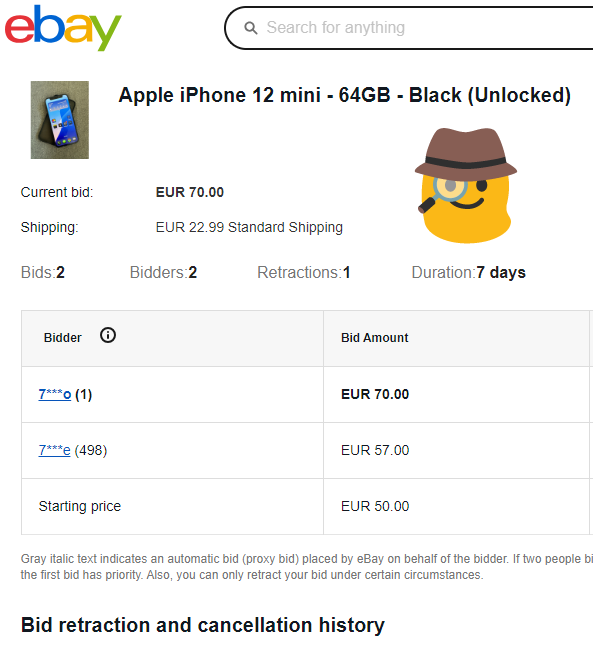 ebay
Search for anything
Apple iPhone 12 mini - 64GB - Black (Unlocked)
Current bid: EUR 70.00
Shipping: EUR 22.99 Standard Shipping
Bids:2 Bidders:2 Retractions:1 Duration:7 days
Bidder Bid Amount
7***o (1) EUR 70.00
7***e (498) EUR 57.00
Starting price EUR 50.00
Gray italic text indicates an automatic bid (proxy bid) placed by eBay on behalf of the bidder. If two people bi
the first bid has priority. Also, you can only retract your bid under certain circumstances.
Bid retraction and cancellation history